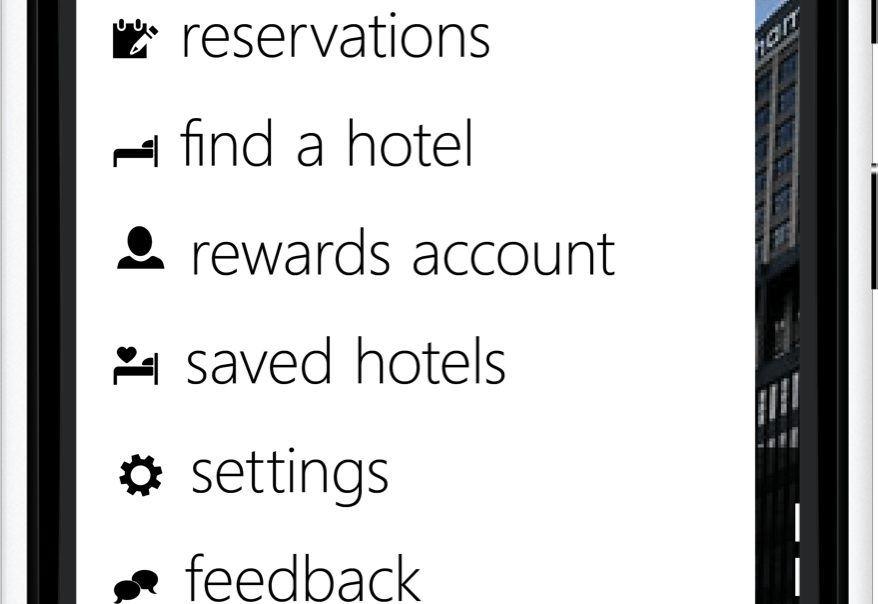 reservations
find a hotel
rewards account
saved hotels
settings
feedback